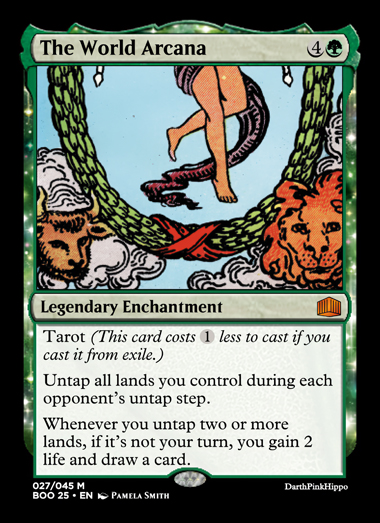 The World Arcana 4
Legendary Enchantment
Tarot (This card costs 1 less to cast if you
cast it from exile.)
Untap all lands you control during each
opponent's untap step.
Whenever you untap two or more
lands, if it's not your turn, you gain 2
life and draw a card.
027/045 M
BOO 25 • EN Pamela Smith
DarthPinkHippo